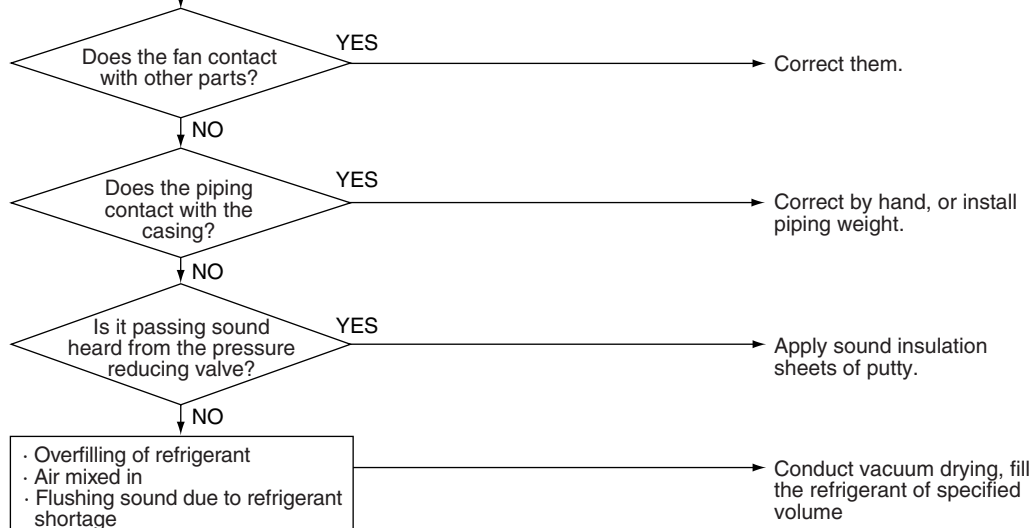 Does the fan contact
with other parts?
YES
Correct them.
NO
Does the piping
contact with the
casing?
YES
Correct by hand, or install
piping weight.
NO
Is it passing sound
heard from the pressure
reducing valve?
YES
Apply sound insulation
sheets of putty.
NO
· Overfilling of refrigerant
· Air mixed in
· Flushing sound due to refrigerant
shortage
Conduct vacuum drying, fill
the refrigerant of specified
volume